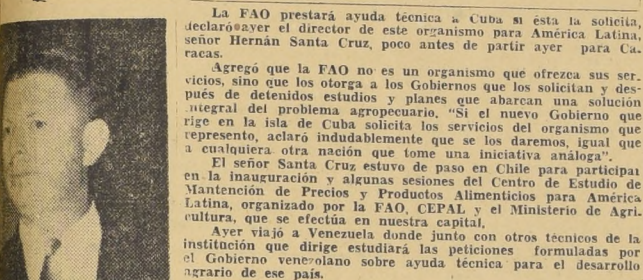 La FAO prestará ayuda técnica a Cuba si ésta la solicita,
declaró ayer el director de este organismo para América Latina,
señor Hernán Santa Cruz, poco antes de partir ayer para Ca-
racas.
Agregó que la FAO no es un organismo que ofrezca sus ser-
vicios, sino que los otorga a los Gobiernos que los solicitan y des-
pués de detenidos estudios y planes que abarcan una solución
integral del problema agropecuario. "Si el nuevo Gobierno que
rige en la isla de Cuba solicita los servicios del organismo que
represento, aclaró indudablemente que se los daremos, igual que
a cualquiera otra nación que tome una iniciativa análoga".
El señor Santa Cruz estuvo de paso en Chile para participar
en la inauguración y algunas sesiones del Centro de Estudio de
Mantención de Precios y Productos Alimenticios para América
Latina, organizado por la FAO, CEPAL y el Ministerio de Agri-
cultura, que se efectúa en nuestra capital.
Ayer viajó a Venezuela donde junto con otros técnicos de la
institución que dirige estudiará las peticiones formuladas por
el Gobierno venezolano sobre ayuda técnica para el desarrollo
agrario de ese país.